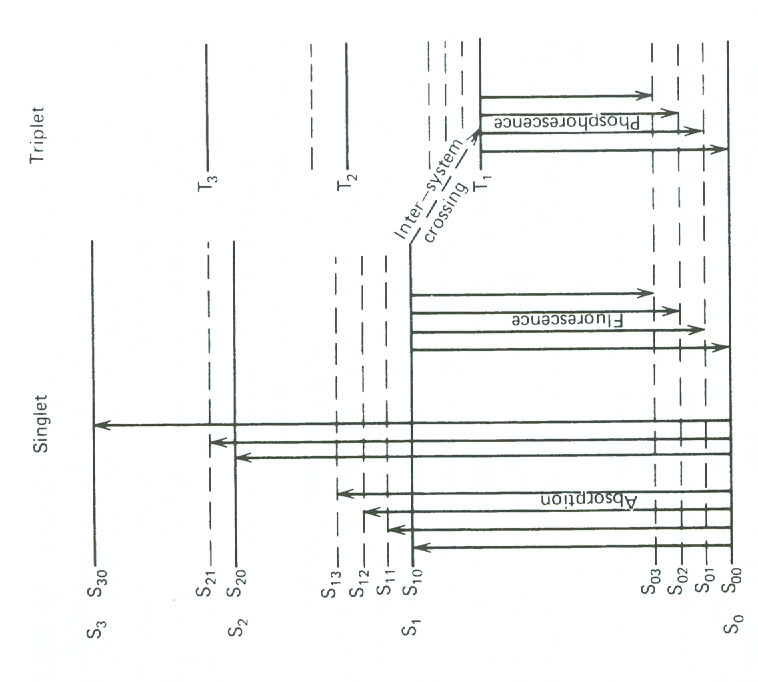 Singlet
Triplet
S3
S30
T3
S21
S2
S20
T2
S13
S12
S11
S1
S10
Inter-system
crossing
T1
Absorption
Fluorescence
Phosphorescence
S03
S02
S01
S0
S00